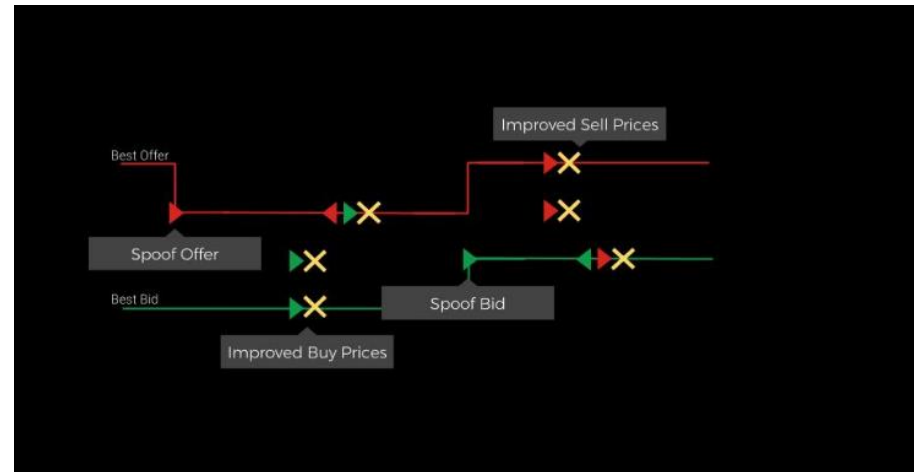 Improved Sell Prices
Best Offer
Spoof Offer
Best Bid
Spoof Bid
Improved Buy Prices